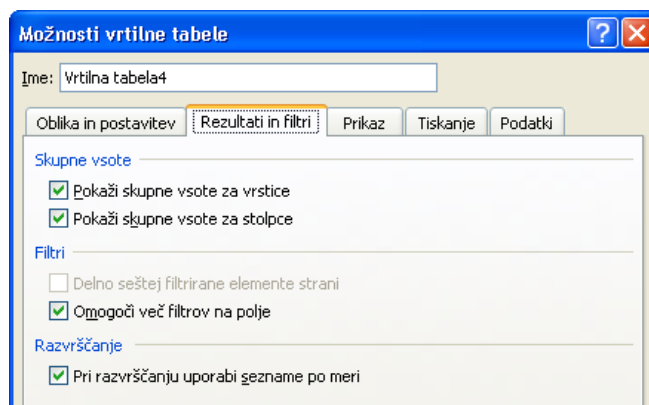 Možnosti vrtilne tabele
Ime: Vrtilna tabela4
Oblika in postavitev Rezultati in filtri Prikaz Tiskanje Podatki
Skupne vsote
Pokaži skupne vsote za vrstice
Pokaži skupne vsote za stolpce
Filtri
Delno seštej filtrirane elemente strani
Omogoči več filtrov na polje
Razvrščanje
Pri razvrščanju uporabi sezname po meri